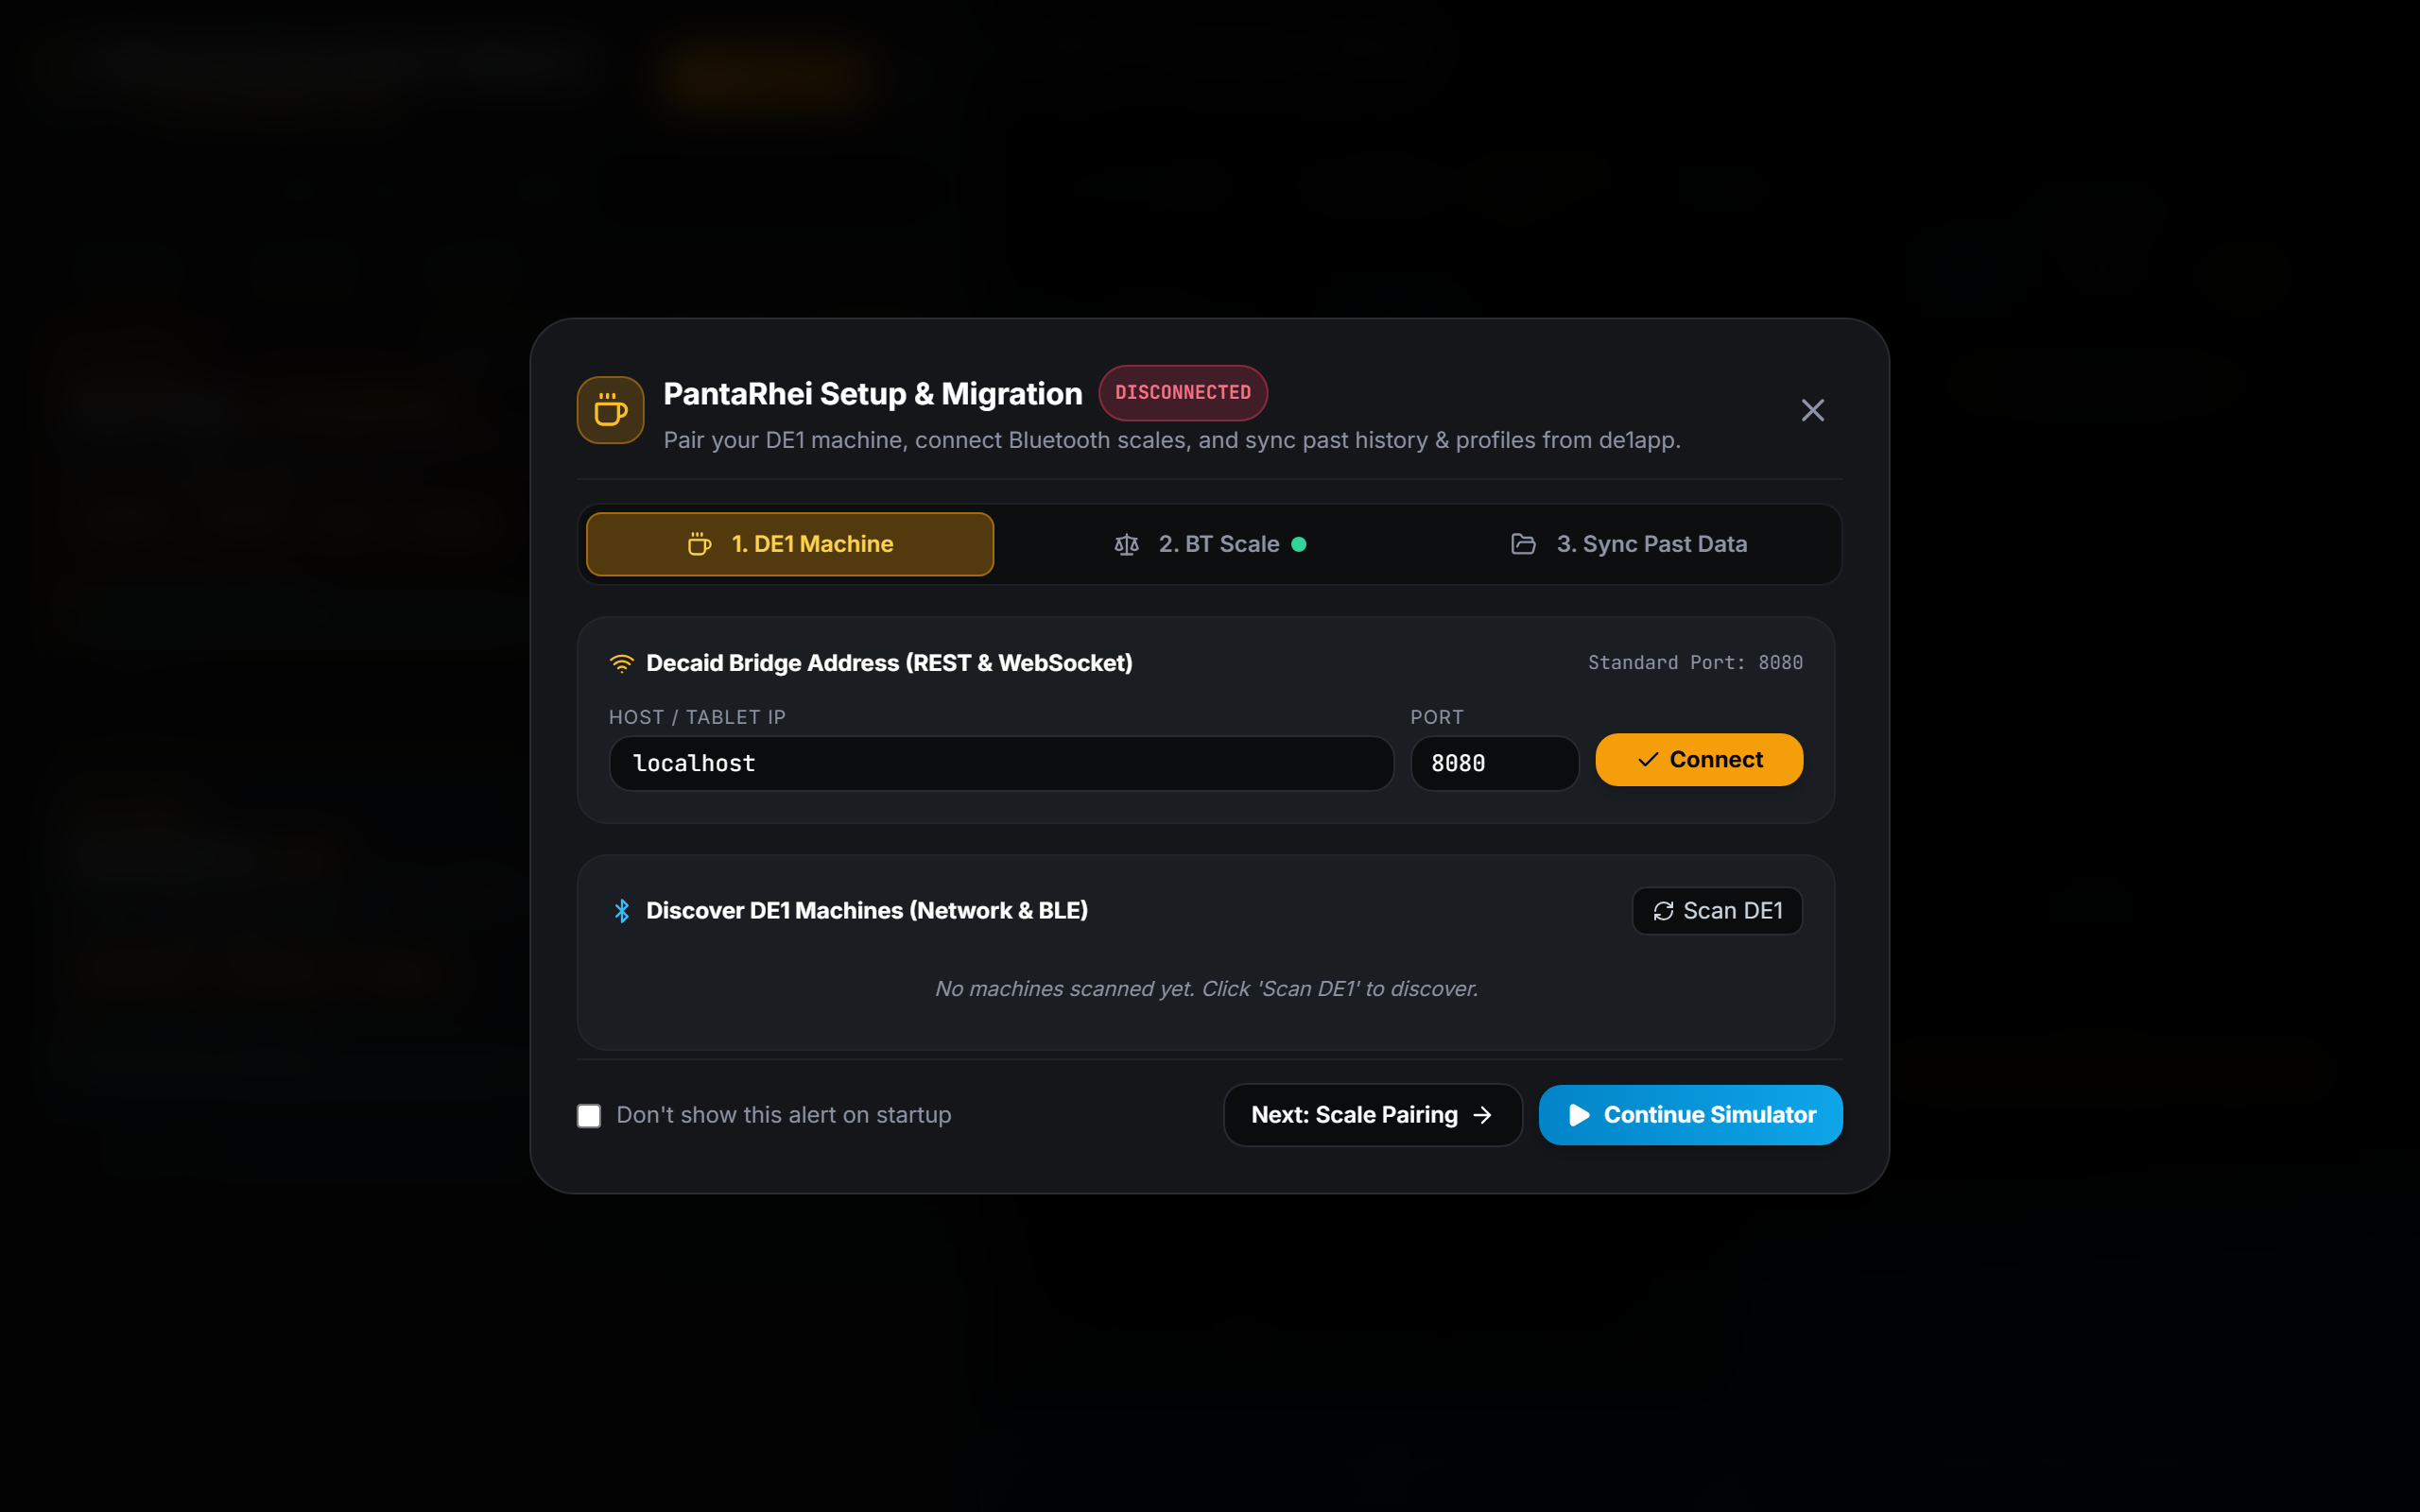 PantaRhei Setup & Migration DISCONNECTED
Pair your DE1 machine, connect Bluetooth scales, and sync past history & profiles from de1app.
1. DE1 Machine 2. BT Scale 3. Sync Past Data
Decaid Bridge Address (REST & WebSocket) Standard Port: 8080
HOST / TABLET IP PORT
localhost 8080 Connect
Discover DE1 Machines (Network & BLE) Scan DE1
No machines scanned yet. Click 'Scan DE1' to discover.
Don't show this alert on startup Next: Scale Pairing → Continue Simulator